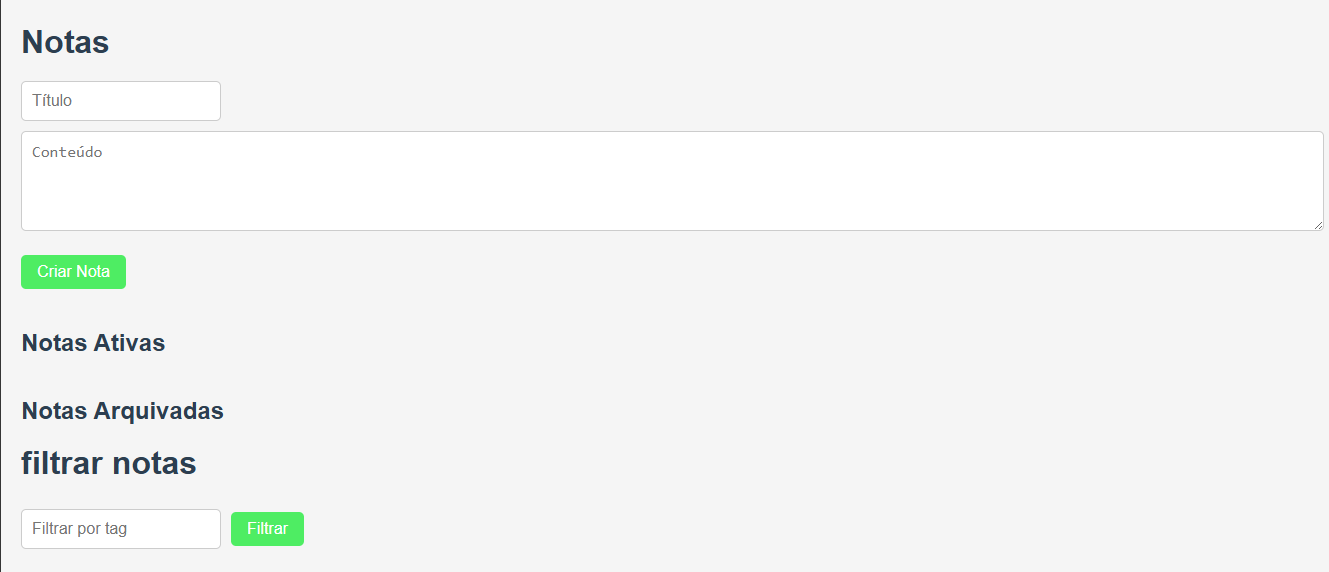 Notas
Título
Conteúdo
Criar Nota
Notas Ativas
Notas Arquivadas
filtrar notas
Filtrar por tag Filtrar